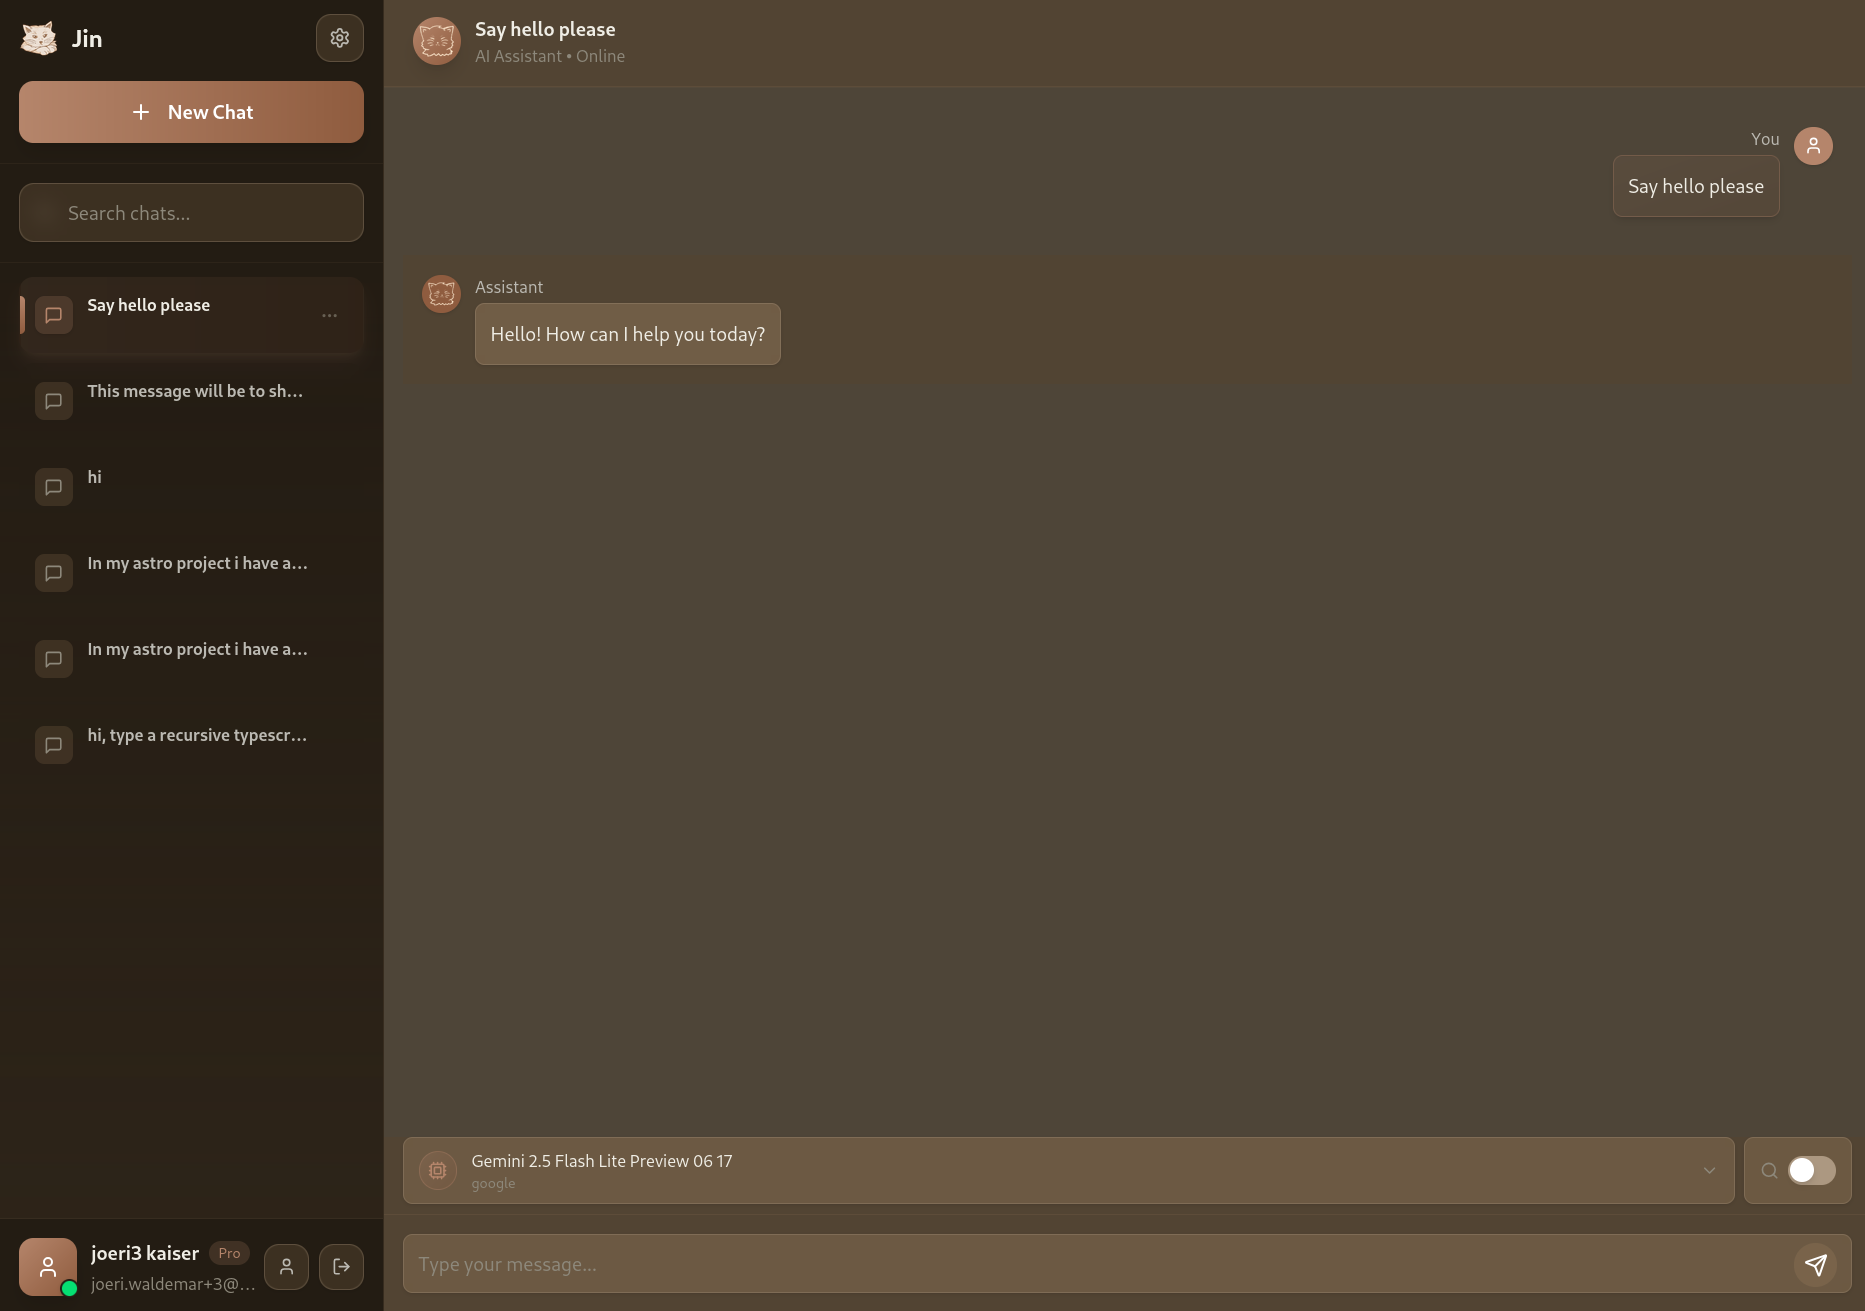 Jin
New Chat
Search chats...
Say hello please
This message will be to sh...
hi
In my astro project i have a...
In my astro project i have a...
hi, type a recursive typescr...
joeri3 kaiser Pro
joeri.waldemar+3@...
Say hello please
AI Assistant • Online
You
Say hello please
Assistant
Hello! How can I help you today?
Gemini 2.5 Flash Lite Preview 06 17
google
Type your message...